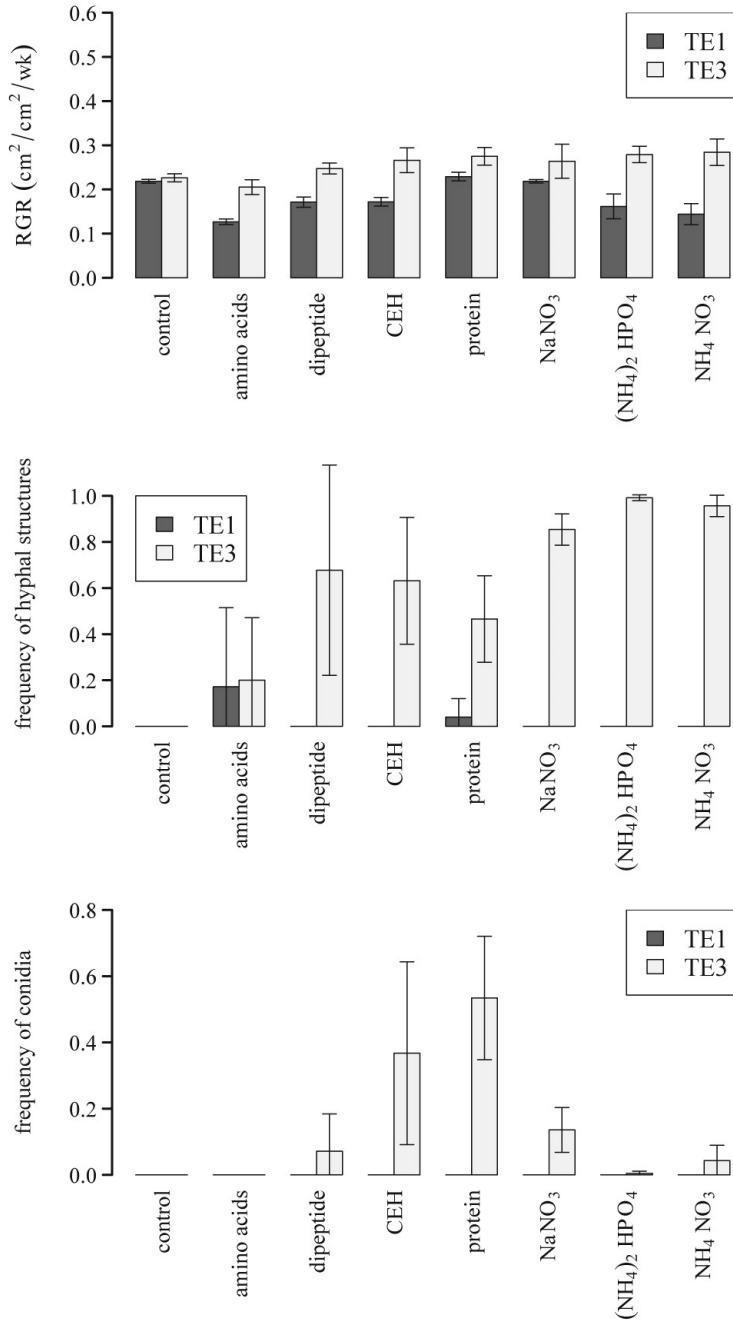 RGR (cm²/cm²/wk)
0.6
0.5
0.4
0.3
0.2
0.1
0.0
TE1
TE3
control
amino acids
dipeptide
CEH
protein
NaNO₃
(NH₄)₂ HPO₄
NH₄ NO₃
frequency of hyphal structures
1.0
0.8
0.6
0.4
0.2
0.0
TE1
TE3
control
amino acids
dipeptide
CEH
protein
NaNO₃
(NH₄)₂ HPO₄
NH₄ NO₃
frequency of conidia
0.8
0.6
0.4
0.2
0.0
TE1
TE3
control
amino acids
dipeptide
CEH
protein
NaNO₃
(NH₄)₂ HPO₄
NH₄ NO₃